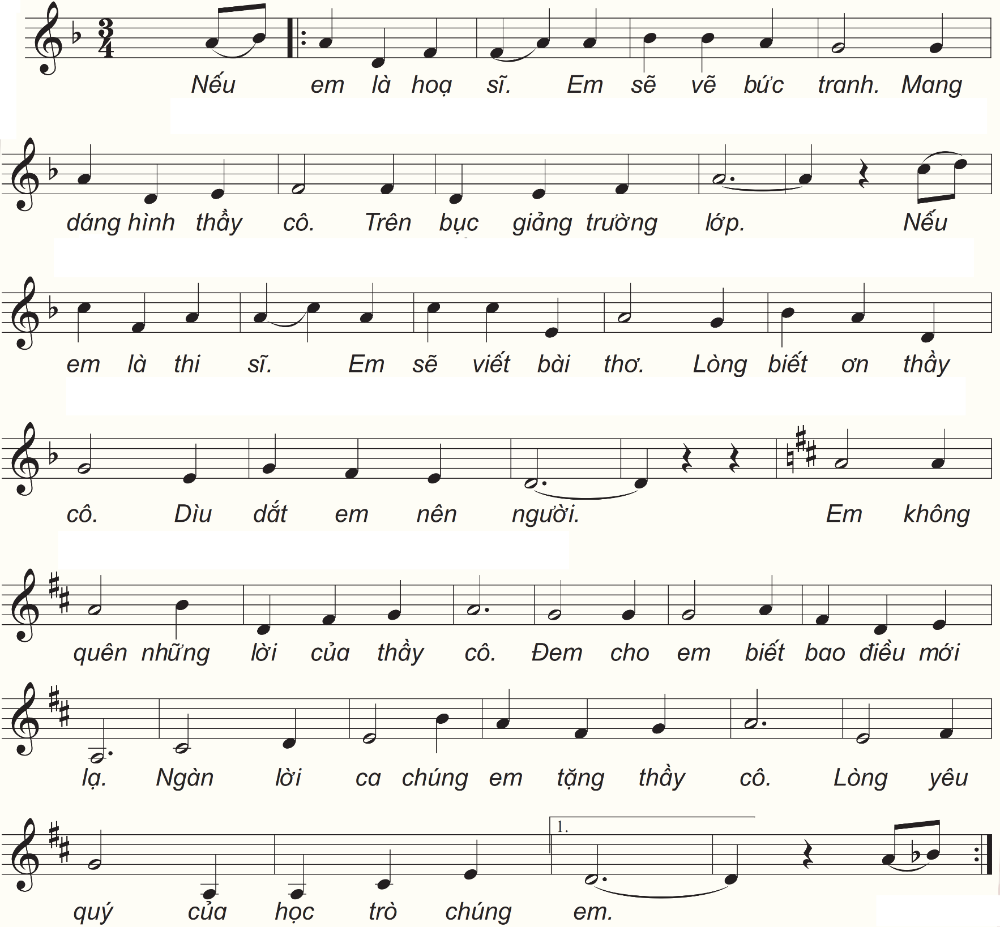 3
4
Nếu em là hoạ sĩ. Em sẽ vẽ bức tranh. Mang
dáng hình thầy cô. Trên bục giảng trường lớp. Nếu
em là thi sĩ. Em sẽ viết bài thơ. Lòng biết ơn thầy
cô. Dìu dắt em nên người. Em không
quên những lời của thầy cô. Đem cho em biết bao điều mới
lạ. Ngàn lời ca chúng em tặng thầy cô. Lòng yêu
1.
quý của học trò chúng em.